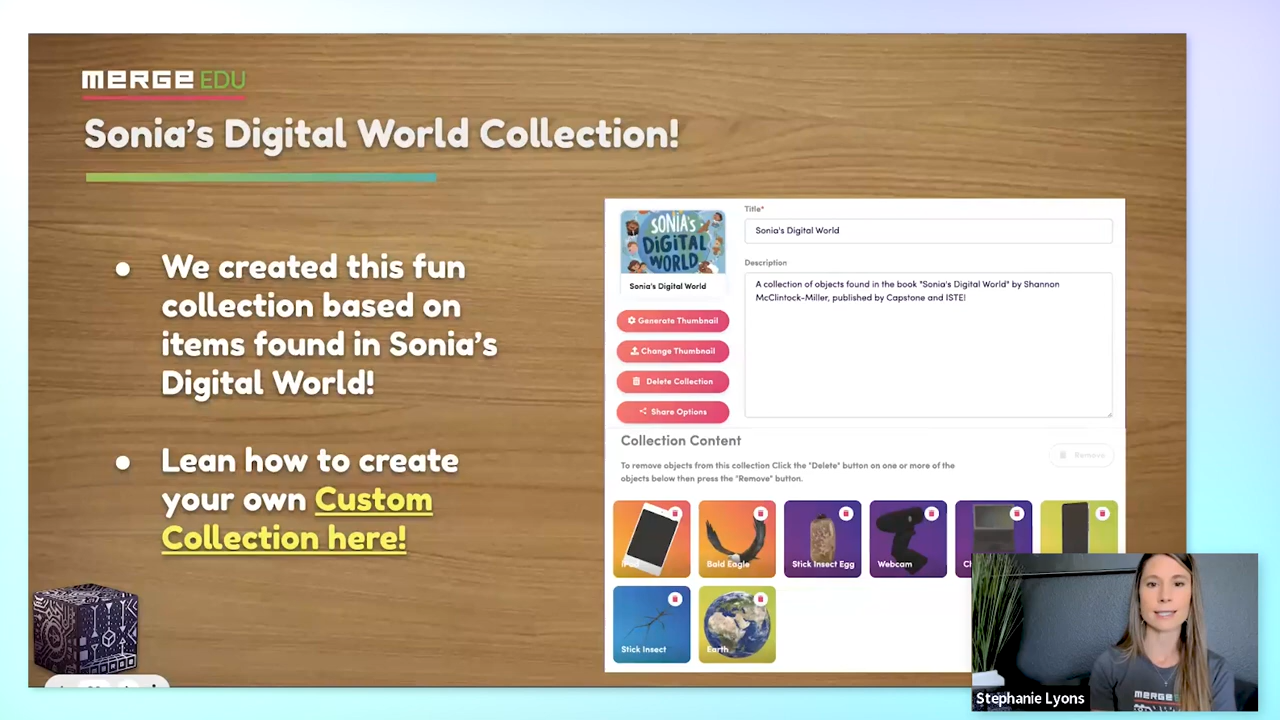 MERGE EDU
Sonia's Digital World Collection!
● We created this fun
collection based on
items found in Sonia's
Digital World!
● Lean how to create
your own Custom
Collection here!
SONIA'S
DIGITAL
WORLD
Sonia's Digital World
Generate Thumbnail
Change Thumbnail
Delete Collection
Share Options
Title*
Sonia's Digital World
Description
A collection of objects found in the book "Sonia's Digital World" by Shannon
McClintock-Miller, published by Capstone and ISTE!
Collection Content
Remove
To remove objects from this collection Click the "Delete" button on one or more of the
objects below then press the "Remove" button.
iPad
Bald Eagle
Stick Insect Egg
Webcam
Ch
Stick Insect
Earth
MERGE
Stephanie Lyons